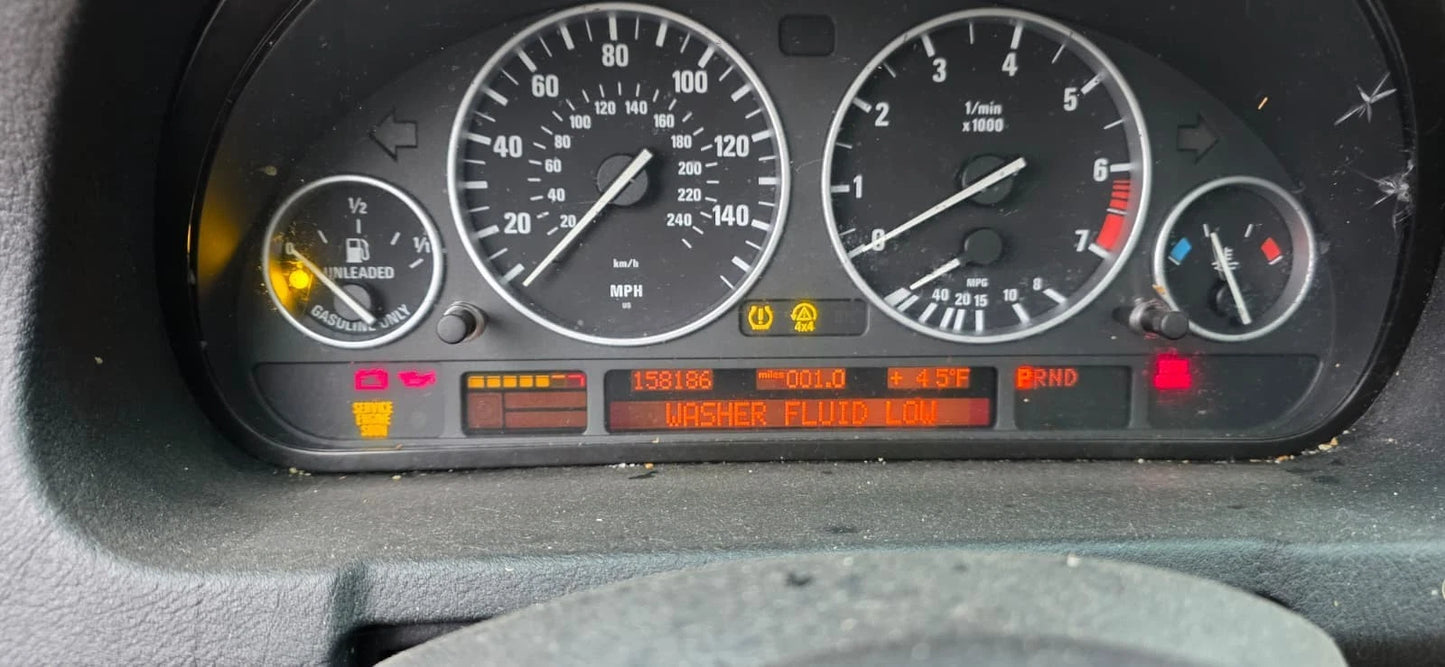 20 40 60 80 100 120 140
20 40 60 80 100 120 140 160 180 200 220 240
km/h
MPH
US
0 1 2 3 4 5 6 7
1/min
x1000
MPG
40 20 15 10 8
0 1/2 1/1
UNLEADED
GASOLINE ONLY
4x4
SERVICE
ENGINE
SOON
158186 miles 001.0 + 45°F
WASHER FLUID LOW
PRND